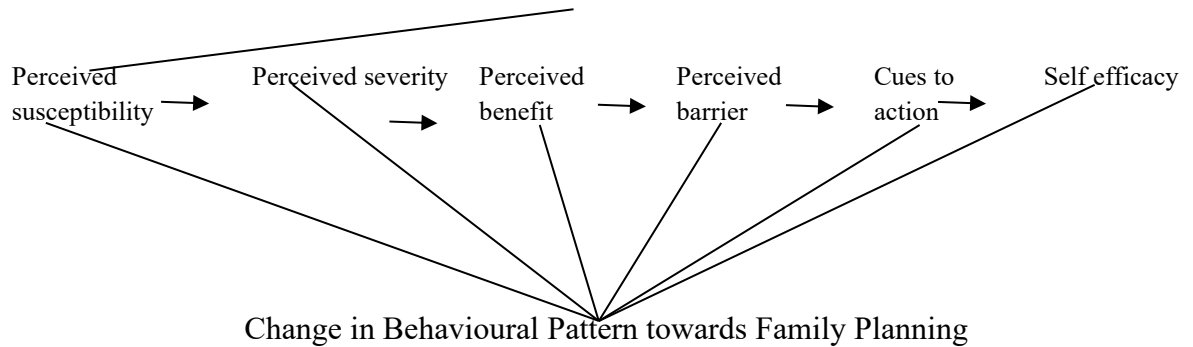 Perceived susceptibility
Perceived severity
Perceived benefit
Perceived barrier
Cues to action
Self efficacy
Change in Behavioural Pattern towards Family Planning